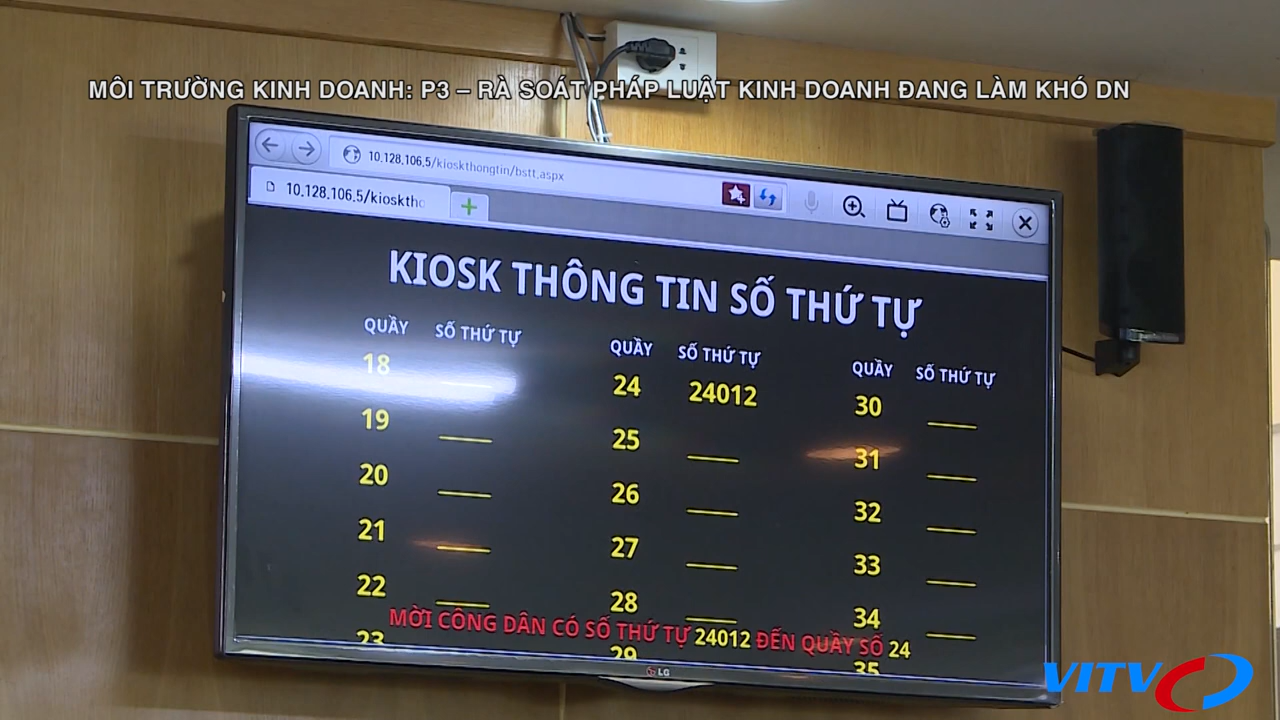 MÔI TRƯỜNG KINH DOANH: P3 – RÀ SOÁT PHÁP LUẬT KINH DOANH ĐANG LÀM KHÓ DN
10.128.106.5/kioskthongtin/bstt.aspx
10.128.106.5/kiosktho
KIOSK THÔNG TIN SỐ THỨ TỰ
QUẦY SỐ THỨ TỰ QUẦY SỐ THỨ TỰ QUẦY SỐ THỨ TỰ
18 24 24012 30
19 25 31
20 26 32
21 27 33
22 28 34
23 29 35
MỜI CÔNG DÂN CÓ SỐ THỨ TỰ 24012 ĐẾN QUẦY SỐ 24
LG
VITV